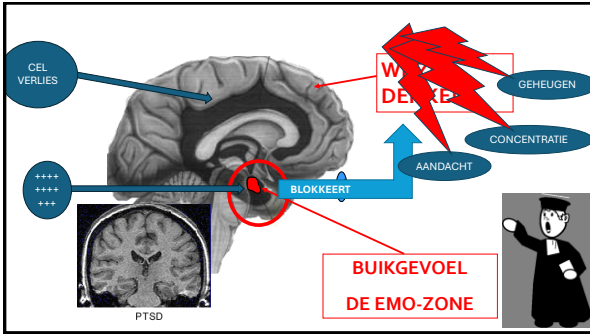 CEL
VERLIES
GEHEUGEN
CONCENTRATIE
AANDACHT
++++
++++
+++
BLOKKEERT
BUIKGEVOEL
DE EMO-ZONE
PTSD